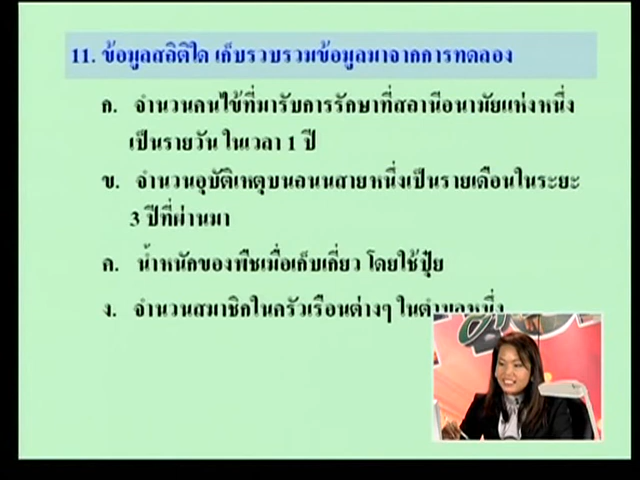 11. ข้อมูลสถิติใด เก็บรวบรวมข้อมูลมาจากการทดลอง
ก. จำนวนคนไข้ที่มารับการรักษาที่สถานีอนามัยแห่งหนึ่ง
เป็นรายวัน ในเวลา 1 ปี
ข. จำนวนอุบัติเหตุบนถนนสายหนึ่งเป็นรายเดือนในระยะ
3 ปีที่ผ่านมา
ค. น้ำหนักของพืชเมื่อเก็บเกี่ยว โดยใช้ปุ๋ย
ง. จำนวนสมาชิกในครัวเรือนต่างๆ ในตำบลหนึ่ง